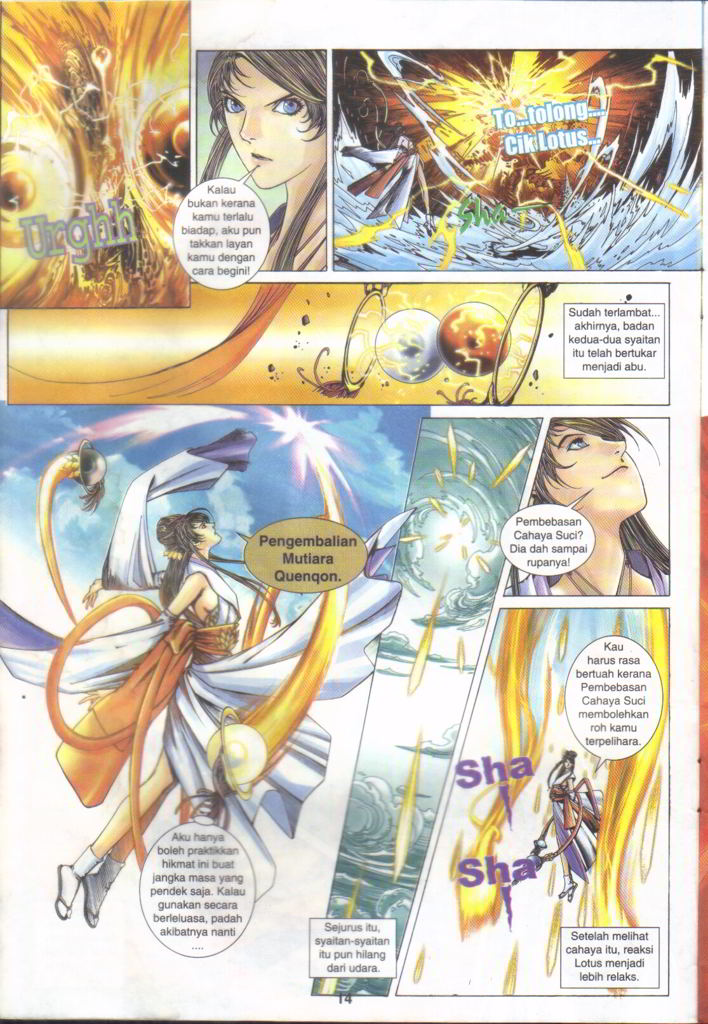 Urghh
Kalau
bukan kerana
kamu terlalu
biadap, aku pun
takkan layan
kamu dengan
cara begini!
To...tolong....
Cik Lotus...
Sha
Sudah terlambat...
akhirnya, badan
kedua-dua syaitan
itu telah bertukar
menjadi abu.
Pengembalian
Mutiara
Quenqon.
Aku hanya
boleh praktikkan
hikmat ini buat
jangka masa yang
pendek saja. Kalau
gunakan secara
berleluasa, padah
akibatnya nanti
....
Sejurus itu,
syaitan-syaitan
itu pun hilang
dari udara.
Pembebasan
Cahaya Suci?
Dia dah sampai
rupanya!
Kau
harus rasa
bertuah kerana
Pembebasan
Cahaya Suci
membolehkan
roh kamu
terpelihara.
Sha
Sha
Setelah melihat
cahaya itu, reaksi
Lotus menjadi
lebih relaks.
14